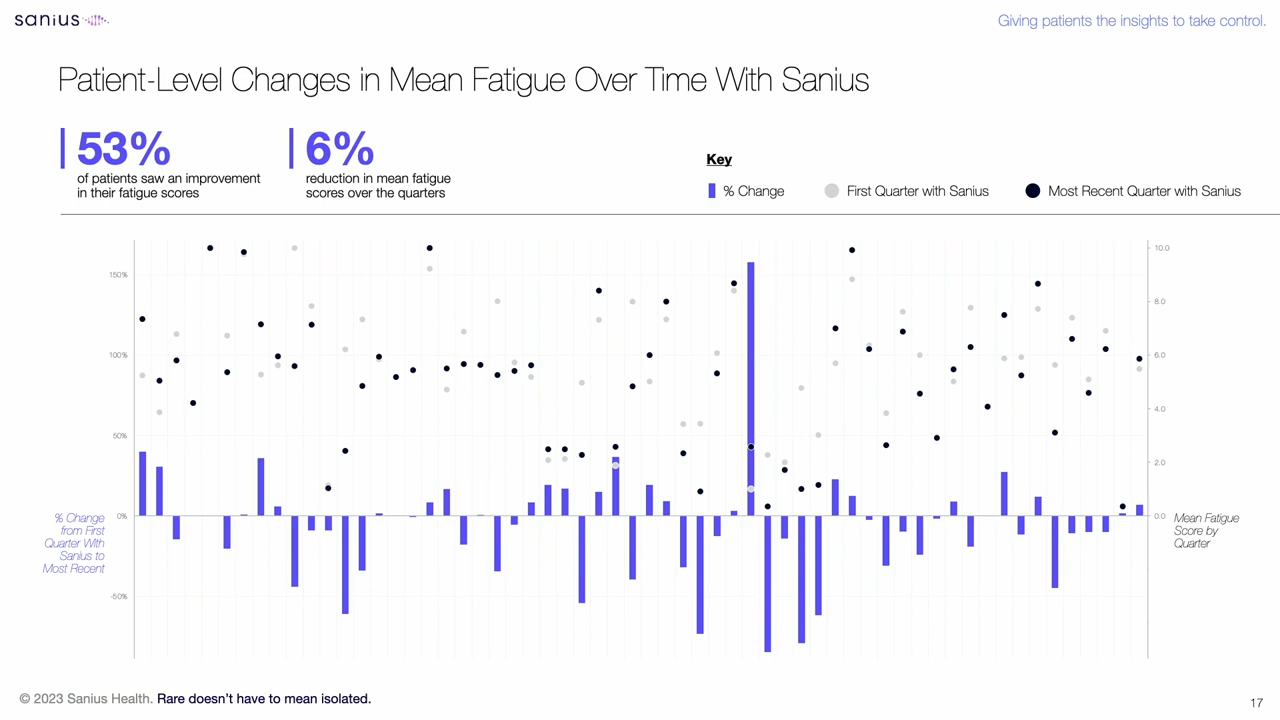 sanius
Giving patients the insights to take control.
Patient-Level Changes in Mean Fatigue Over Time With Sanius
53%
of patients saw an improvement
in their fatigue scores
6%
reduction in mean fatigue
scores over the quarters
Key
% Change
First Quarter with Sanius
Most Recent Quarter with Sanius
150%
100%
50%
0%
-50%
% Change
from First
Quarter With
Sanius to
Most Recent
10.0
8.0
6.0
4.0
2.0
0.0
Mean Fatigue
Score by
Quarter
© 2023 Sanius Health. Rare doesn't have to mean isolated.
17